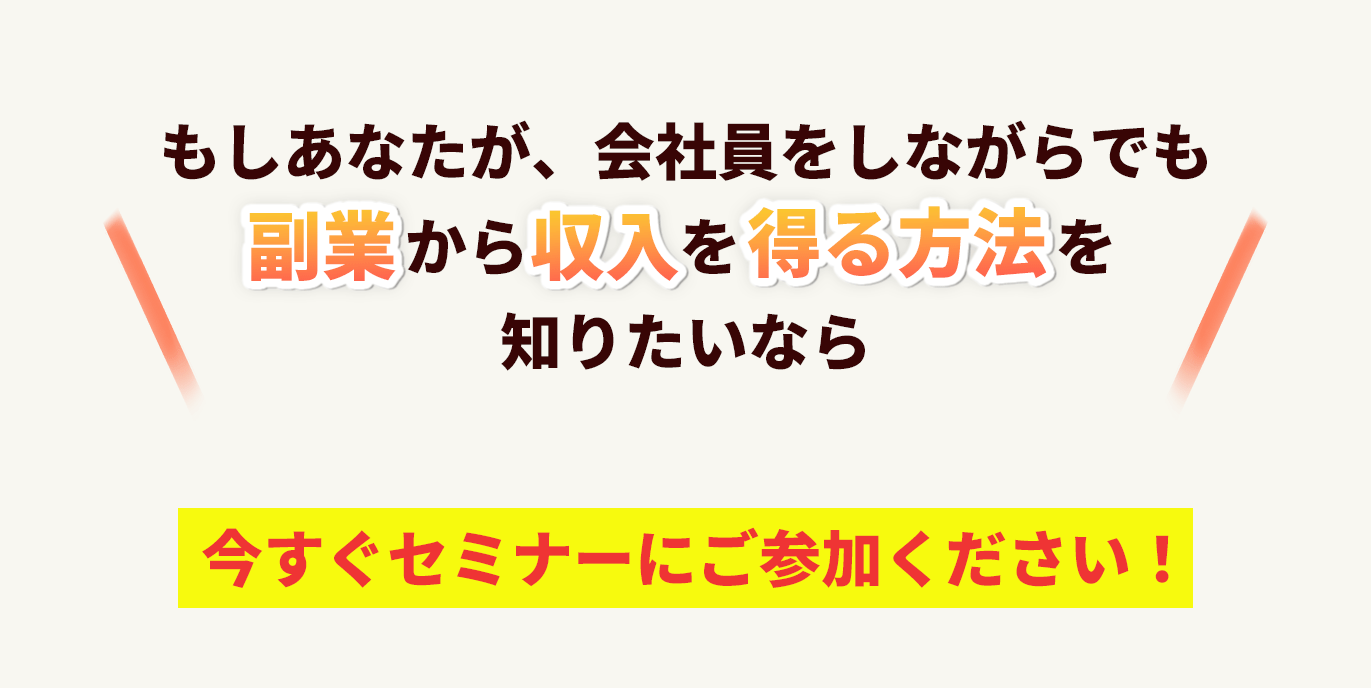 もしあなたが、会社員をしながらでも
副業から収入を得る方法を
知りたいなら
今すぐセミナーにご参加ください！